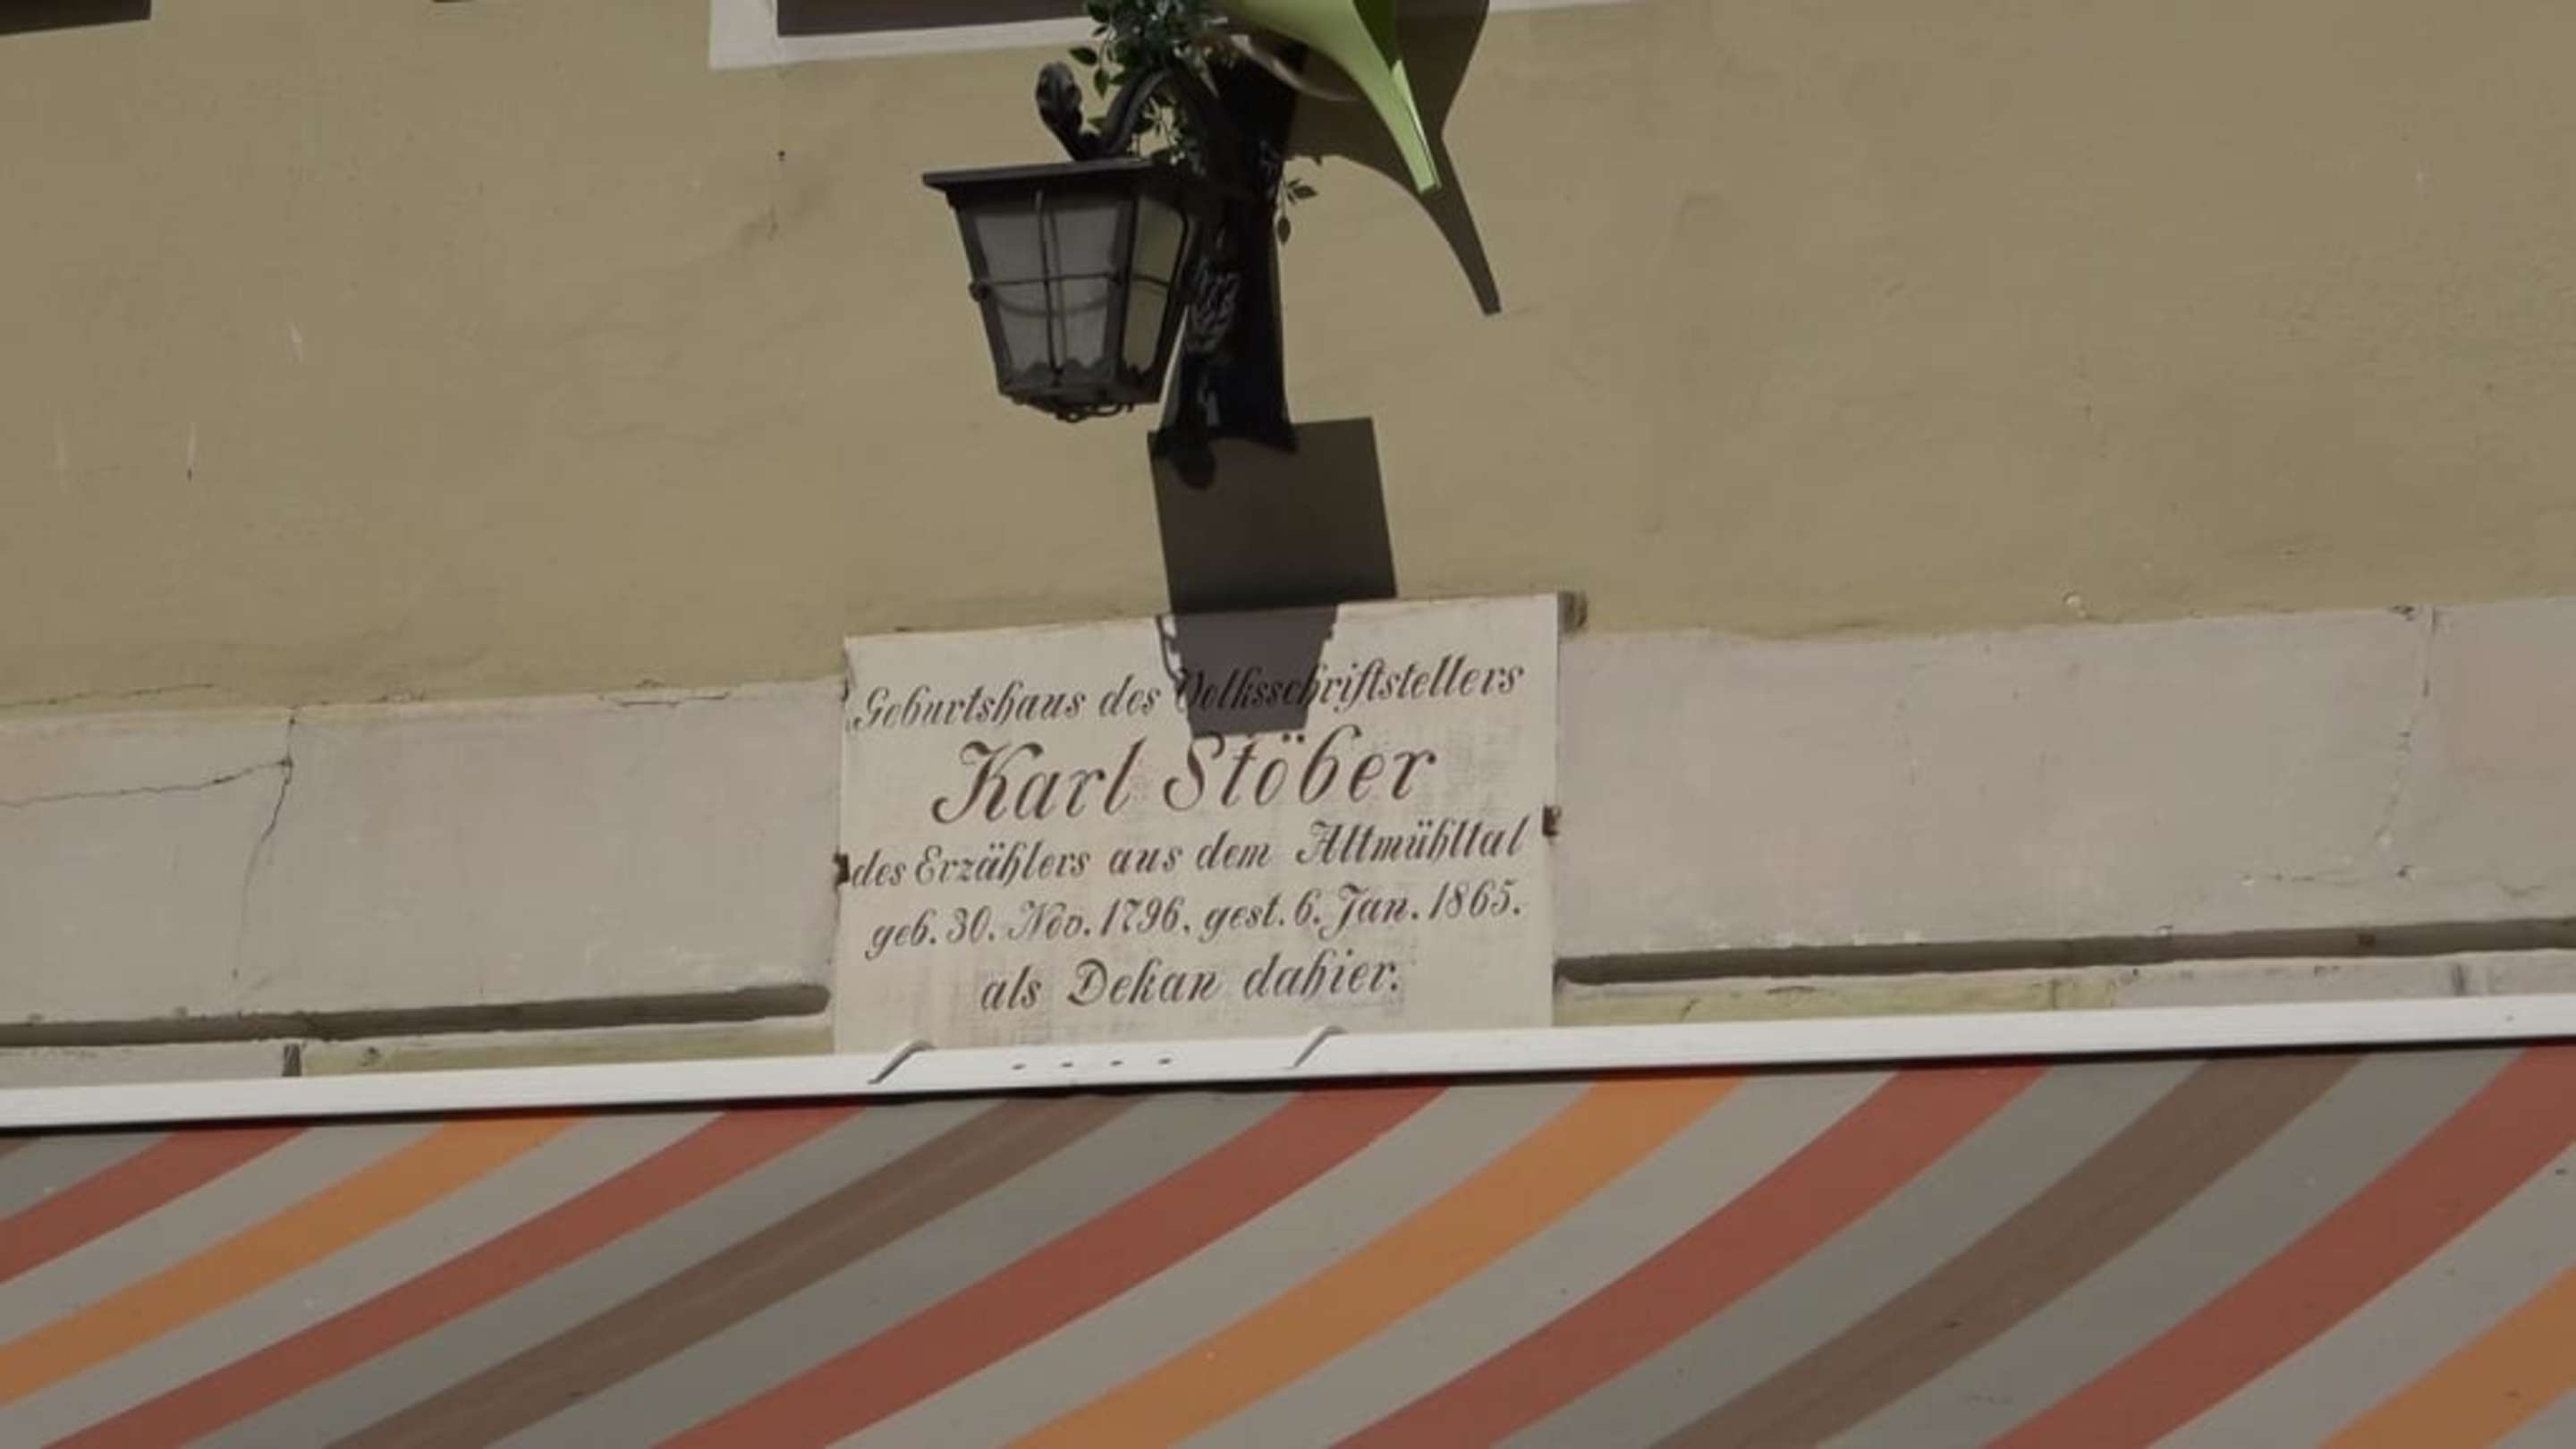 Geburtshaus des Volksschriftstellers
Karl Stöber
des Erzählers aus dem Altmühltal
geb. 30. Nov. 1796, gest. 6. Jan. 1865.
als Dekan dahier.